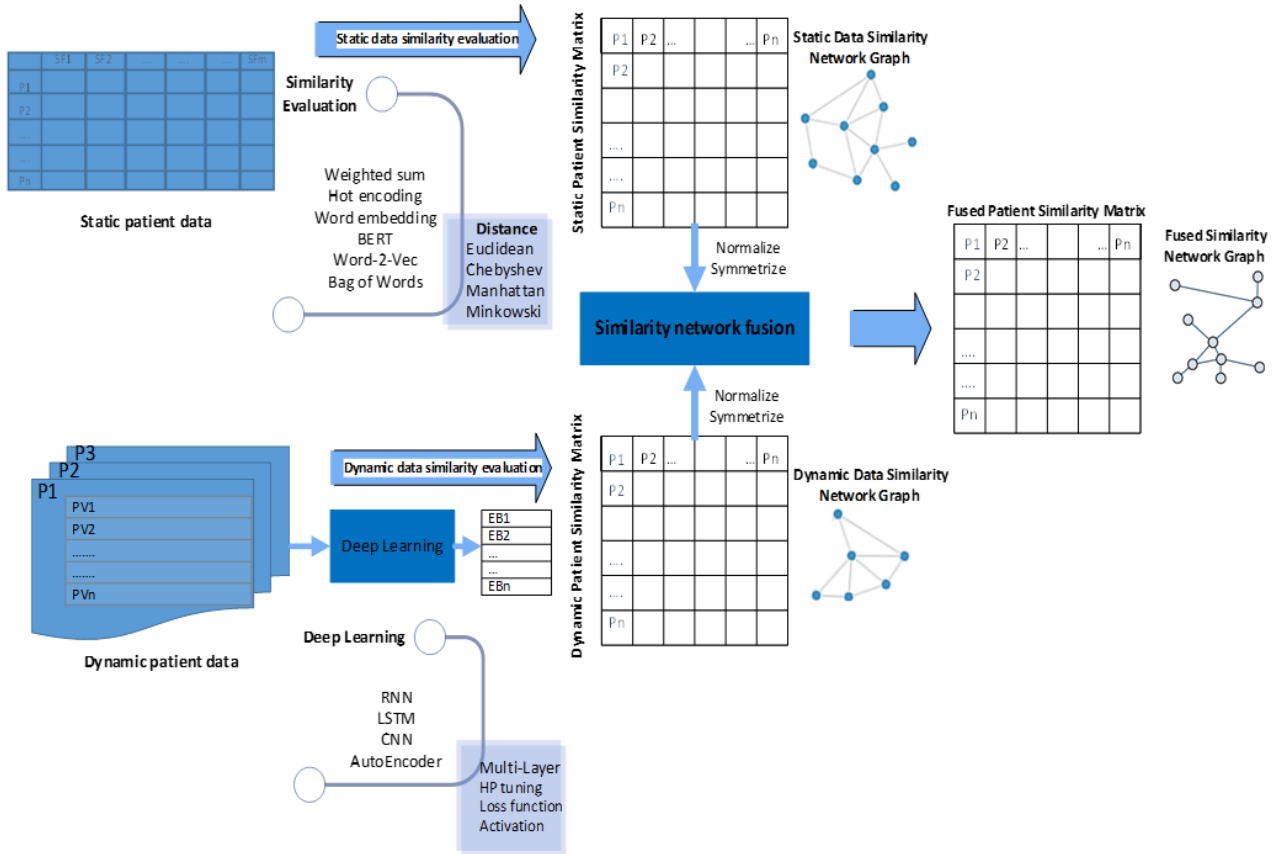 Static data similarity evaluation
SF1 SF2 .... .... .... SFm
P1
P2
....
....
Pn
Static patient data
Similarity
Evaluation
Weighted sum
Hot encoding
Word embedding
BERT
Word-2-Vec
Bag of Words
Distance
Euclidean
Chebyshev
Manhattan
Minkowski
Static Patient Similarity Matrix
P1 P2 ... ... Pn
P2
....
....
Pn
Static Data Similarity
Network Graph
Normalize
Symmetrize
Similarity network fusion
Normalize
Symmetrize
Fused Patient Similarity Matrix
P1 P2 ... ... Pn
P2
....
....
Pn
Fused Similarity
Network Graph
P3
P2
P1
PV1
PV2
........
........
PVn
Dynamic patient data
Dynamic data similarity evaluation
Deep Learning
EB1
EB2
...
...
EBn
Dynamic Patient Similarity Matrix
P1 P2 ... ... Pn
P2
....
....
Pn
Dynamic Data Similarity
Network Graph
Deep Learning
RNN
LSTM
CNN
AutoEncoder
Multi-Layer
HP tuning
Loss function
Activation